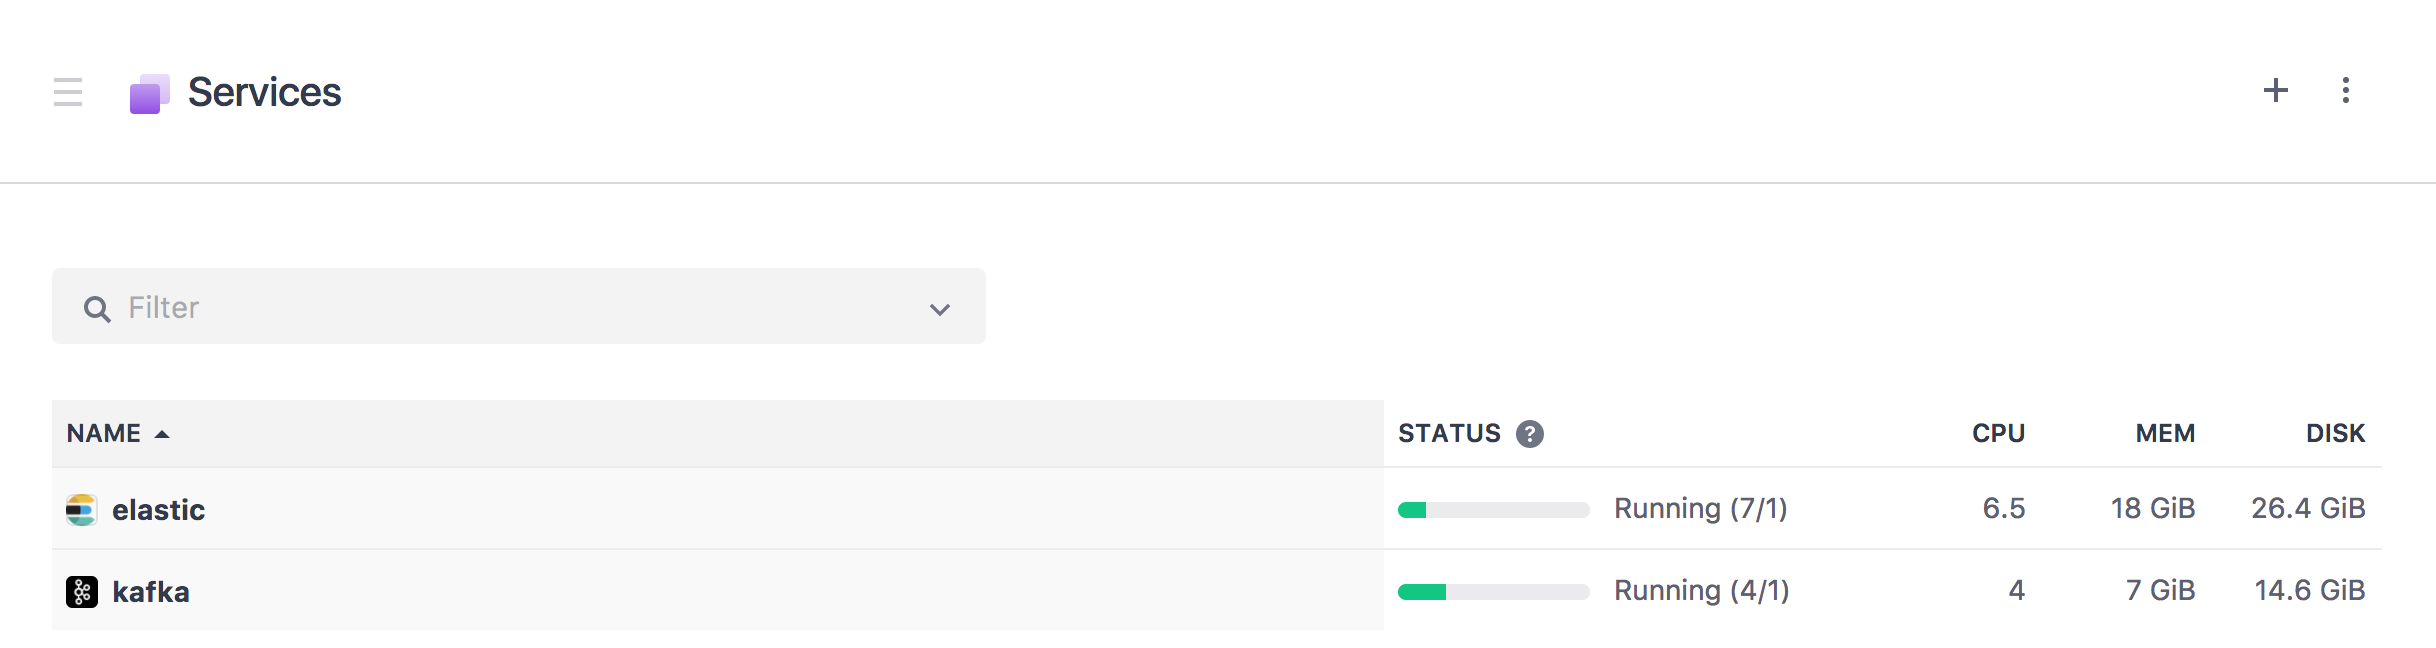 Services
Filter
NAME STATUS ? CPU MEM DISK
elastic Running (7/1) 6.5 18 GiB 26.4 GiB
kafka Running (4/1) 4 7 GiB 14.6 GiB